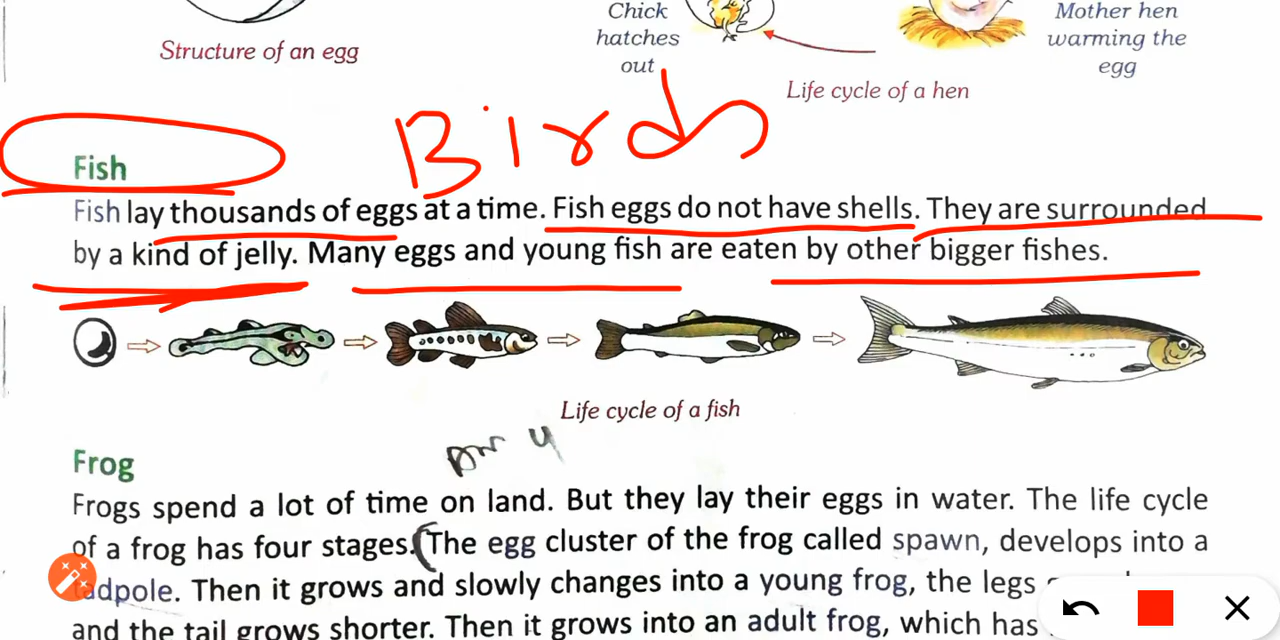 Structure of an egg
Chick
hatches
out
Mother hen
warming the
egg
Life cycle of a hen
Birds
Fish
Fish lay thousands of eggs at a time. Fish eggs do not have shells. They are surrounded
by a kind of jelly. Many eggs and young fish are eaten by other bigger fishes.
Life cycle of a fish
Frog
Frogs spend a lot of time on land. But they lay their eggs in water. The life cycle
of a frog has four stages. (The egg cluster of the frog called spawn, develops into a
tadpole. Then it grows and slowly changes into a young frog, the legs
and the tail grows shorter. Then it grows into an adult frog, which has